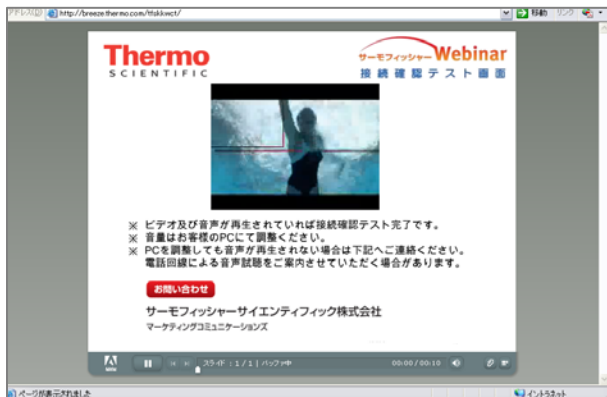 アドレス(D) http://breeze.thermo.com/tfskkwct/ 移動 リンク
Thermo
SCIENTIFIC
サーモフィッシャー Webinar
接続確認テスト画面
※ ビデオ及び音声が再生されていれば接続確認テスト完了です。
※ 音量はお客様のPCにて調整ください。
※ PCを調整しても音声が再生されない場合は下記へご連絡ください。
電話回線による音声試聴をご案内させていただく場合があります。
お問い合わせ
サーモフィッシャーサイエンティフィック株式会社
マーケティングコミュニケーションズ
スライド : 1 / 1 | バッファ中 00:00 / 00:10
ページが表示されました イントラネット